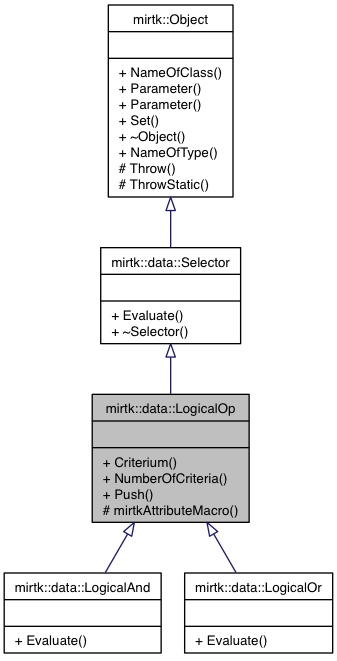 mirtk::Object
+ NameOfClass()
+ Parameter()
+ Parameter()
+ Set()
+ ~Object()
+ NameOfType()
# Throw()
# ThrowStatic()
mirtk::data::Selector
+ Evaluate()
+ ~Selector()
mirtk::data::LogicalOp
+ Criterium()
+ NumberOfCriteria()
+ Push()
# mirtkAttributeMacro()
mirtk::data::LogicalAnd
+ Evaluate()
mirtk::data::LogicalOr
+ Evaluate()